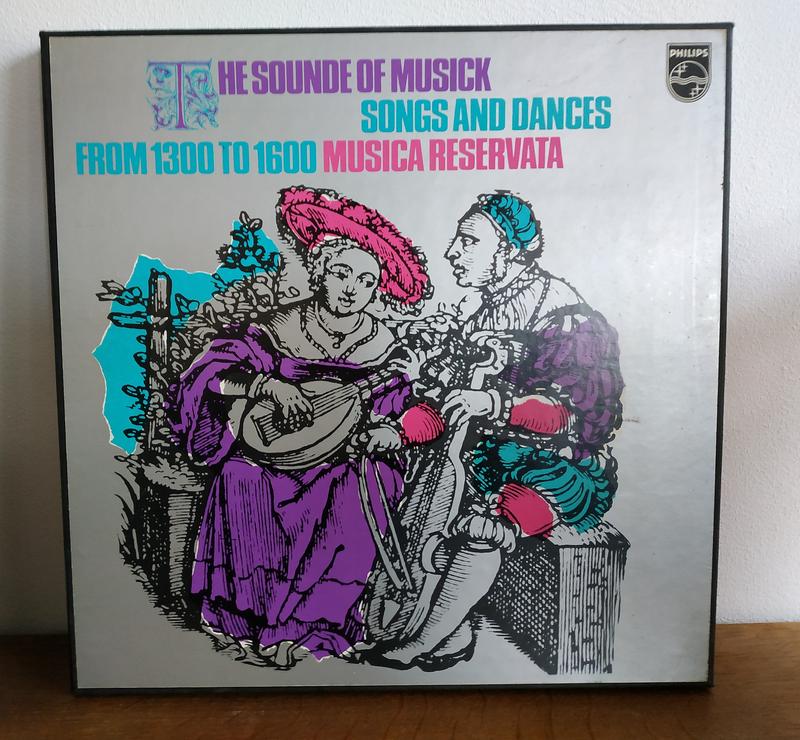 THE SOUNDE OF MUSICK
SONGS AND DANCES
FROM 1300 TO 1600 MUSICA RESERVATA
PHILIPS